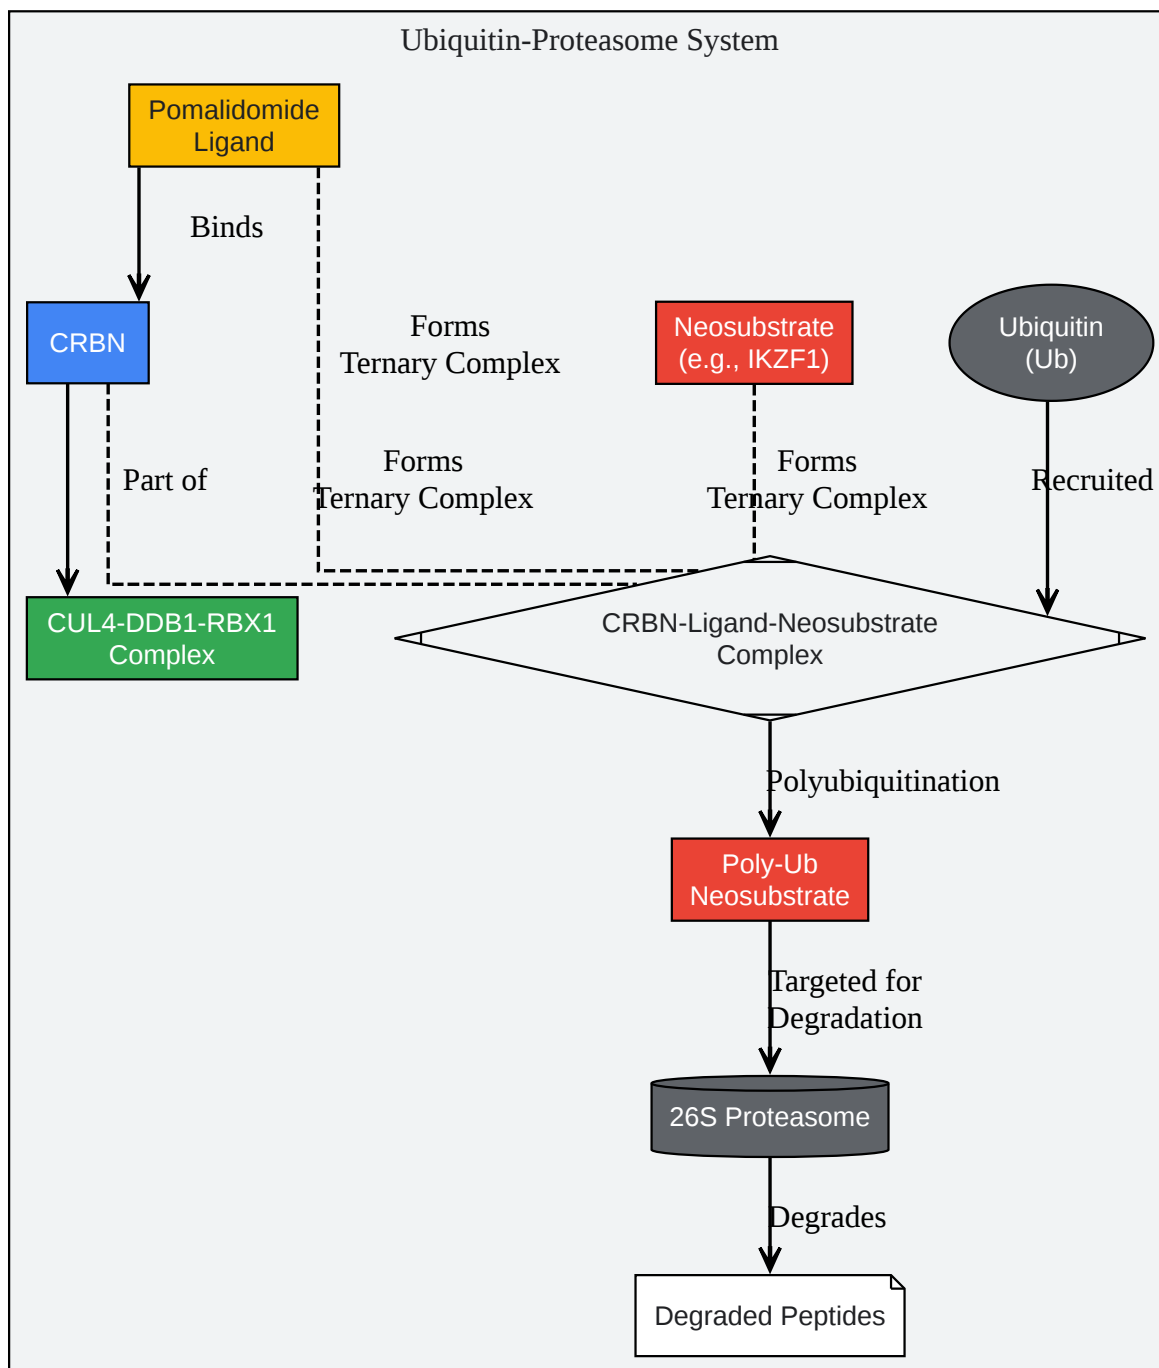 Ubiquitin-Proteasome System
Pomalidomide
Ligand
Binds
CRBN
Forms
Ternary Complex
Neosubstrate
(e.g., IKZF1)
Ubiquitin
(Ub)
Part of
Forms
Ternary Complex
Forms
Ternary Complex
Recruited
CUL4-DDB1-RBX1
Complex
CRBN-Ligand-Neosubstrate
Complex
Polyubiquitination
Poly-Ub
Neosubstrate
Targeted for
Degradation
26S Proteasome
Degrades
Degraded Peptides